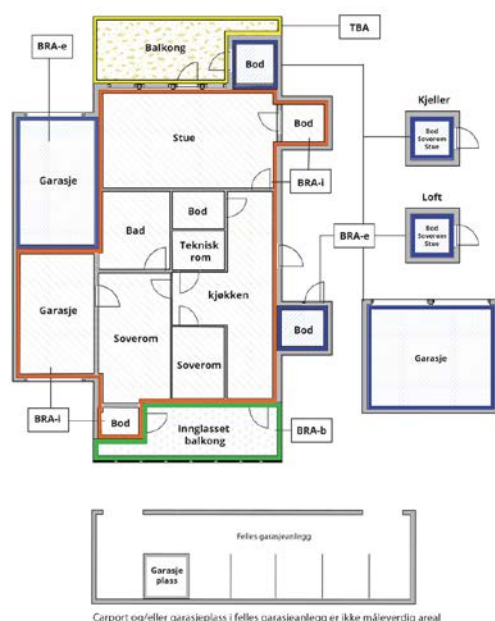 TBA
BRA-e
Balkong
Bod
Kjeller
Bod
Soverom
Stue
Stue
Bod
Garasje
BRA-i
Loft
Bod
Soverom
Stue
Bad
Bod
Teknisk
rom
BRA-e
kjøkken
Garasje
Soverom
Soverom
Bod
Garasje
BRA-i
Bod
Innglasset
balkong
BRA-b
Felles garasjeanlegg
Garasje
plass
Carport og/eller garasjeplass i felles garasjeanlegg er ikke måleverdig areal